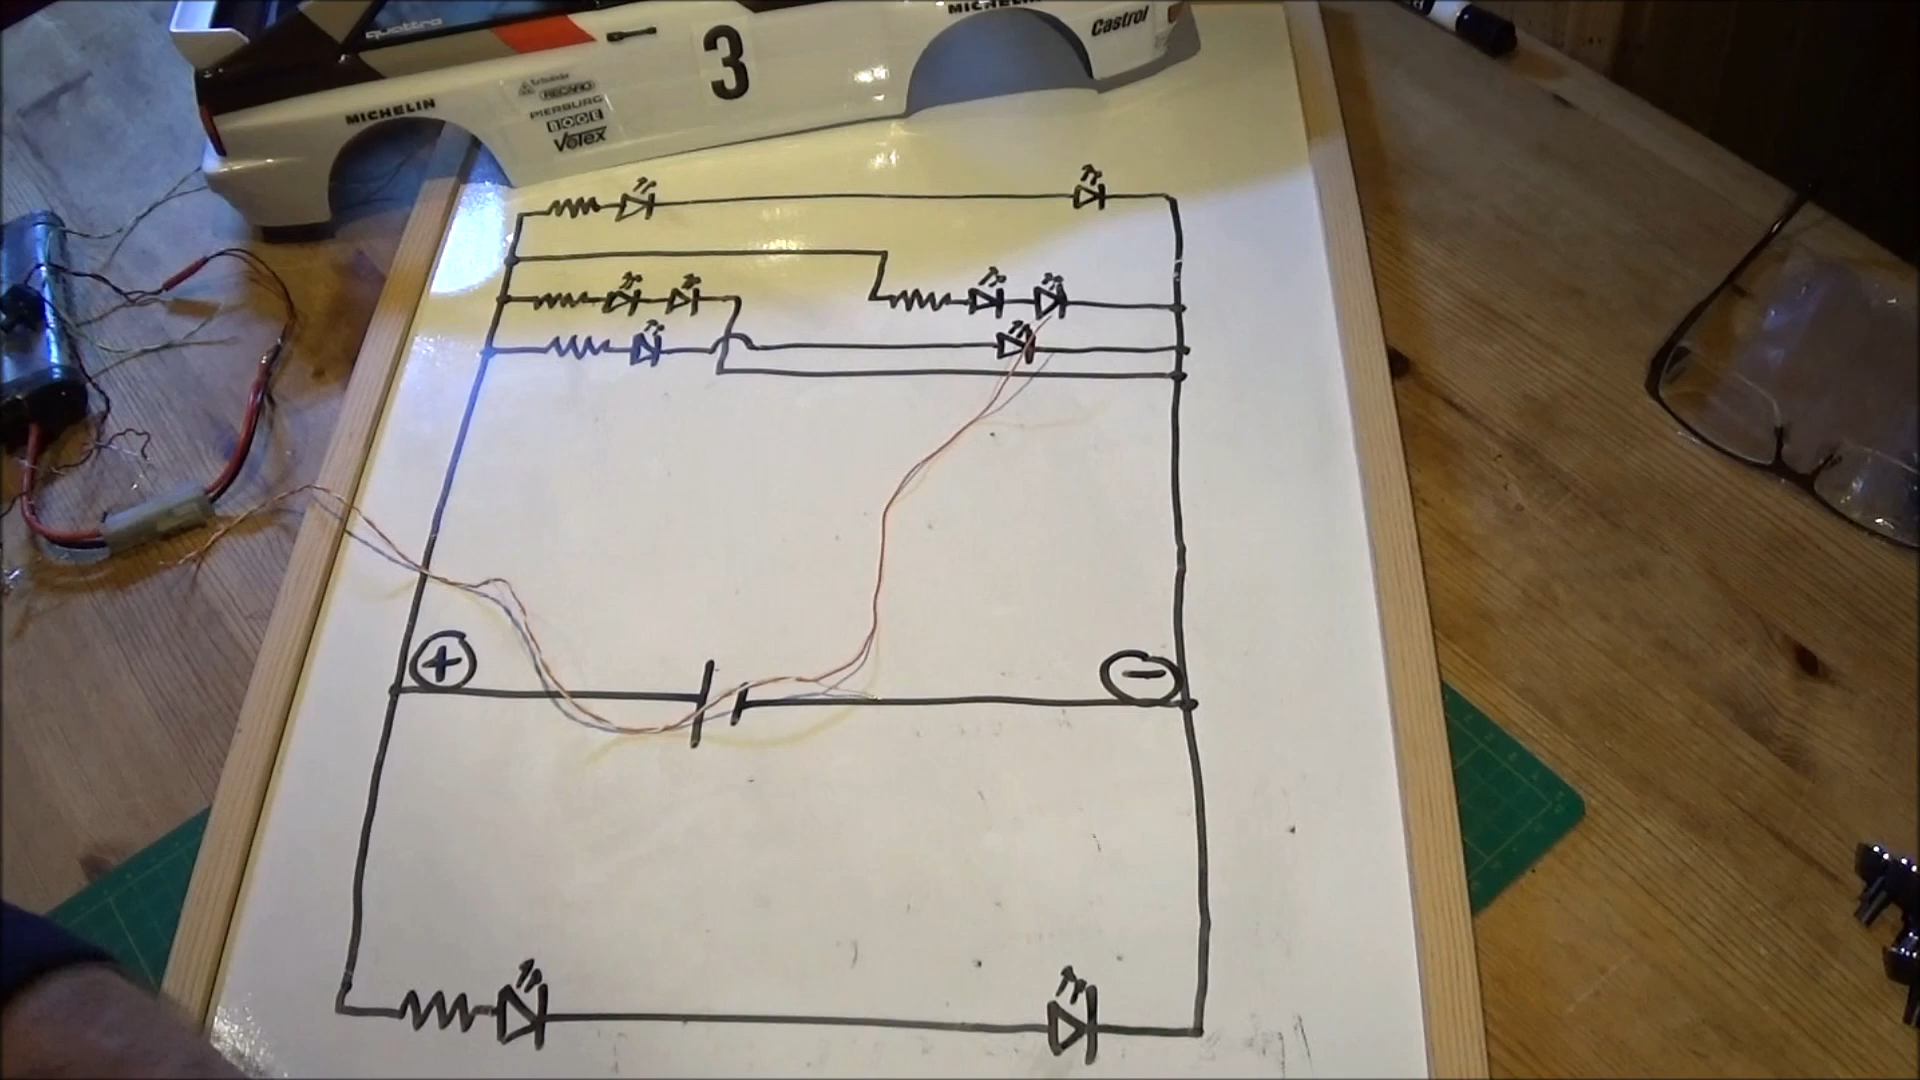 quattro
MICHELIN
Castrol
3
RECARO
MICHELIN
PIERBURG
BOGE
Votex
+
−